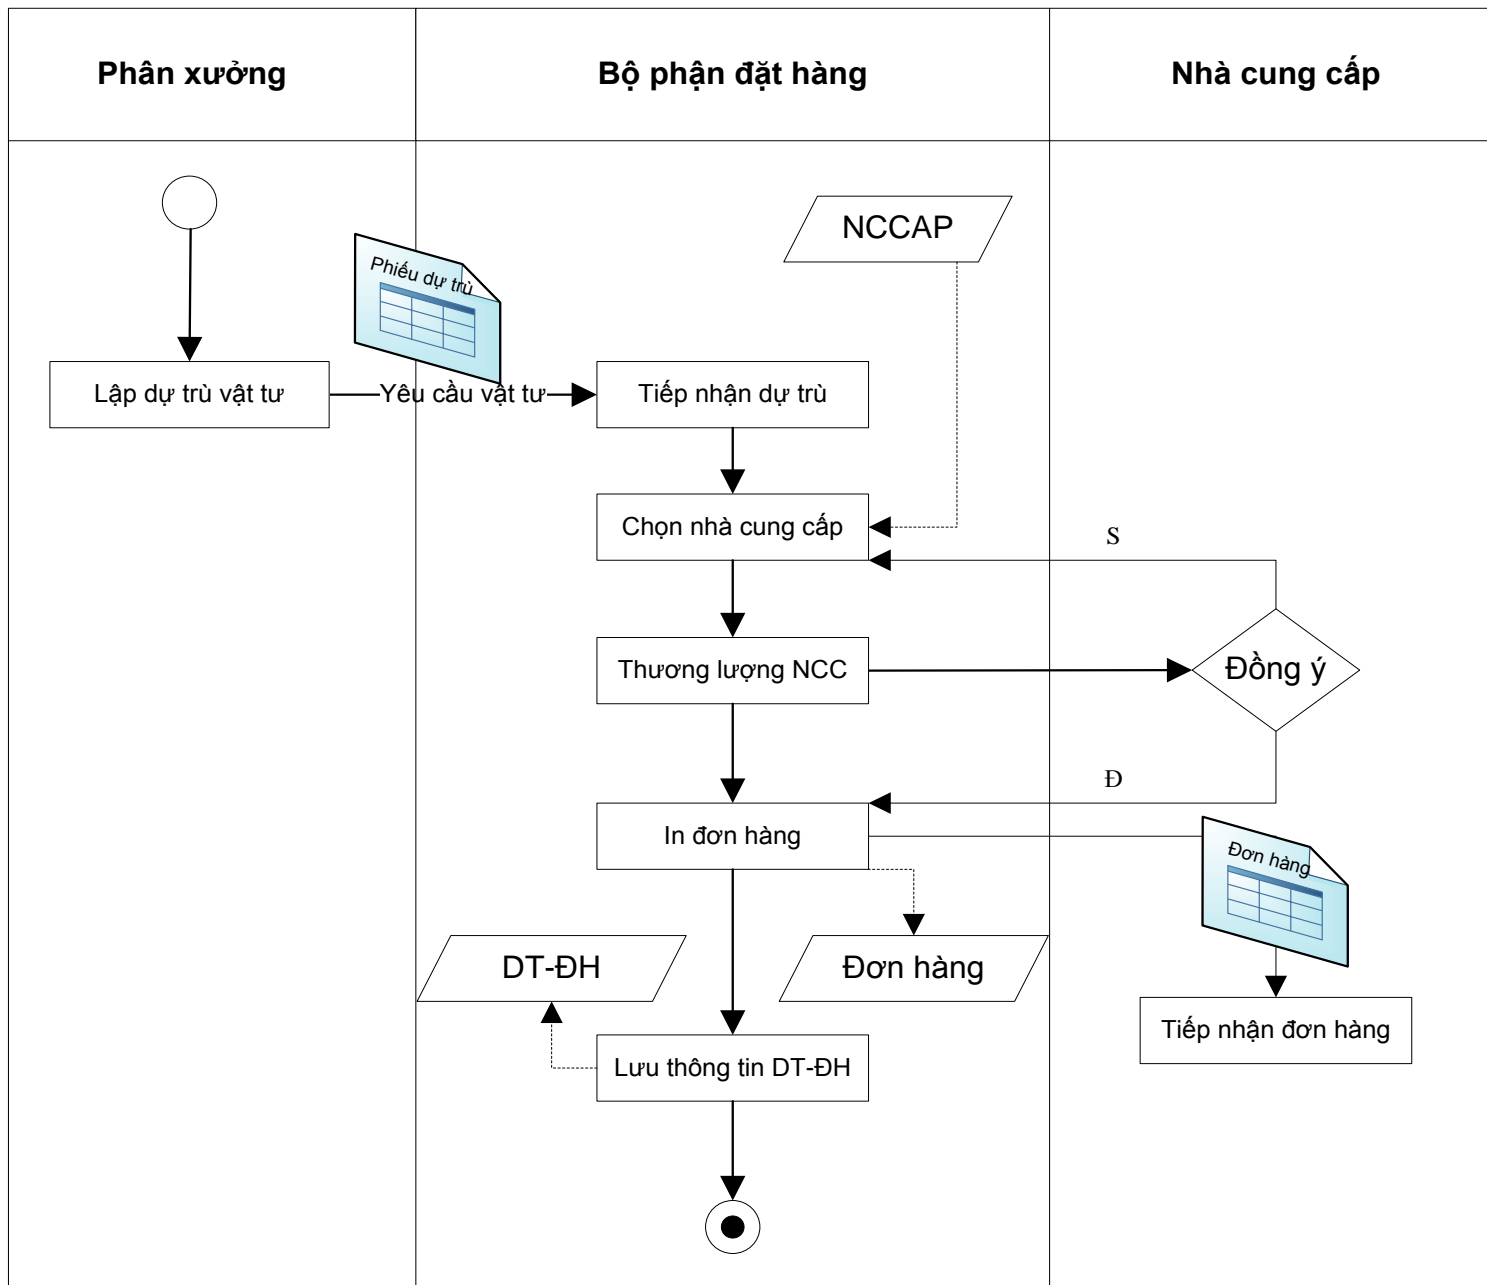 Phân xưởng
Bộ phận đặt hàng
Nhà cung cấp
NCCAP
Phiếu dự trù
Lập dự trù vật tư
Yêu cầu vật tư
Tiếp nhận dự trù
Chọn nhà cung cấp
S
Thương lượng NCC
Đồng ý
Đ
In đơn hàng
Đơn hàng
DT-ĐH
Đơn hàng
Tiếp nhận đơn hàng
Lưu thông tin DT-ĐH